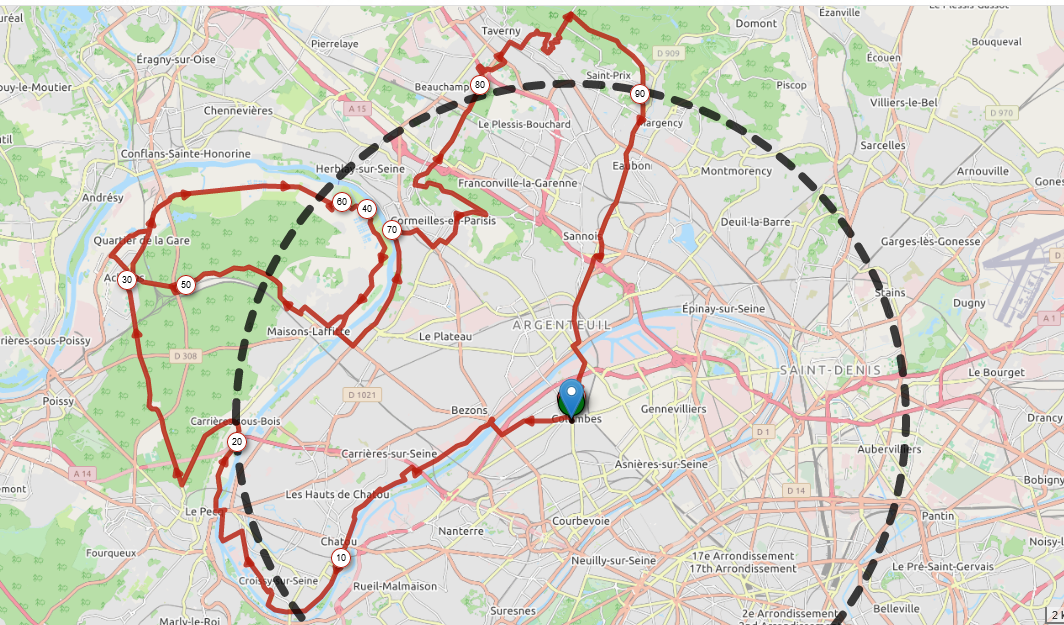 Ézanville
Le Plessis-Gassot
Taverny
Domont
Pierrelaye
Bouqueval
D 909
Éragny-sur-Oise
Écouen
Saint-Prix
80
Beauchamp
90
Piscop
ouy-le-Moutier
Villiers-le-Bel
Chennevières
A 15
D 970
Le Plessis-Bouchard
Margency
Sarcelles
Conflans-Sainte-Honorine
Herblay-sur-Seine
Eaubonne
Montmorency
Arnouville
Franconville-la-Garenne
Andrésy
60
40
Cormeilles-en-Parisis
Deuil-la-Barre
70
Sannois
Quartier de la Gare
Garges-lès-Gonesse
30
50
Stains
Dugny
Épinay-sur-Seine
A 1
ARGENTEUIL
Maisons-Laffitte
Le Plateau
rières-sous-Poissy
D 308
SAINT-DENIS
Le Bourget
D 1021
Poissy
Bezons
Gennevilliers
Carrières-sous-Bois
Colombes
Drancy
D 1
20
Aubervilliers
Carrières-sur-Seine
Asnières-sur-Seine
A 14
Bobigny
Les Hauts de Chatou
D 14
Le Pecq
Pantin
Courbevoie
Nanterre
Chatou
Fourqueux
10
17e Arrondissement
17th Arrondissement
Neuilly-sur-Seine
Le Pré-Saint-Gervais
Croissy-sur-Seine
Rueil-Malmaison
Suresnes
Belleville
2e Arrondissement
Marly-le-Roi